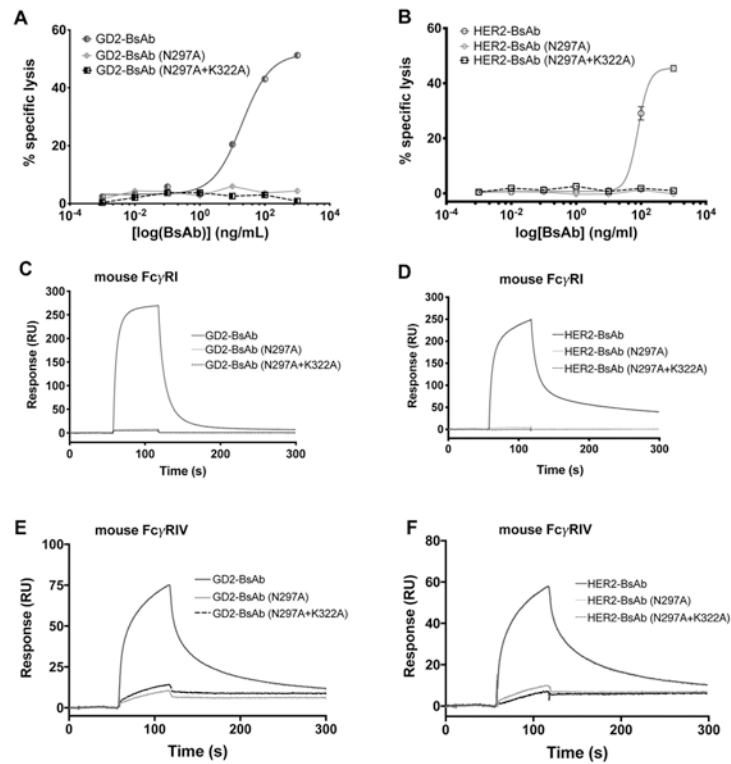 A
GD2-BsAb
GD2-BsAb (N297A)
GD2-BsAb (N297A+K322A)
% specific lysis
60
40
20
0
10⁻⁴ 10⁻² 10⁰ 10² 10⁴
[log(BsAb)] (ng/mL)
B
HER2-BsAb
HER2-BsAb (N297A)
HER2-BsAb (N297A+K322A)
% specific lysis
60
40
20
0
10⁻⁴ 10⁻² 10⁰ 10² 10⁴
log[BsAb] (ng/ml)
C
mouse FcγRI
GD2-BsAb
GD2-BsAb (N297A)
GD2-BsAb (N297A+K322A)
Response (RU)
300
250
200
150
100
50
0
0 100 200 300
Time (s)
D
mouse FcγRI
HER2-BsAb
HER2-BsAb (N297A)
HER2-BsAb (N297A+K322A)
Response (RU)
300
250
200
150
100
50
0
0 100 200 300
Time (s)
E
mouse FcγRIV
GD2-BsAb
GD2-BsAb (N297A)
GD2-BsAb (N297A+K322A)
Response (RU)
100
75
50
25
0
0 100 200 300
Time (s)
F
mouse FcγRIV
HER2-BsAb
HER2-BsAb (N297A)
HER2-BsAb (N297A+K322A)
Response (RU)
80
60
40
20
0
0 100 200 300
Time (s)